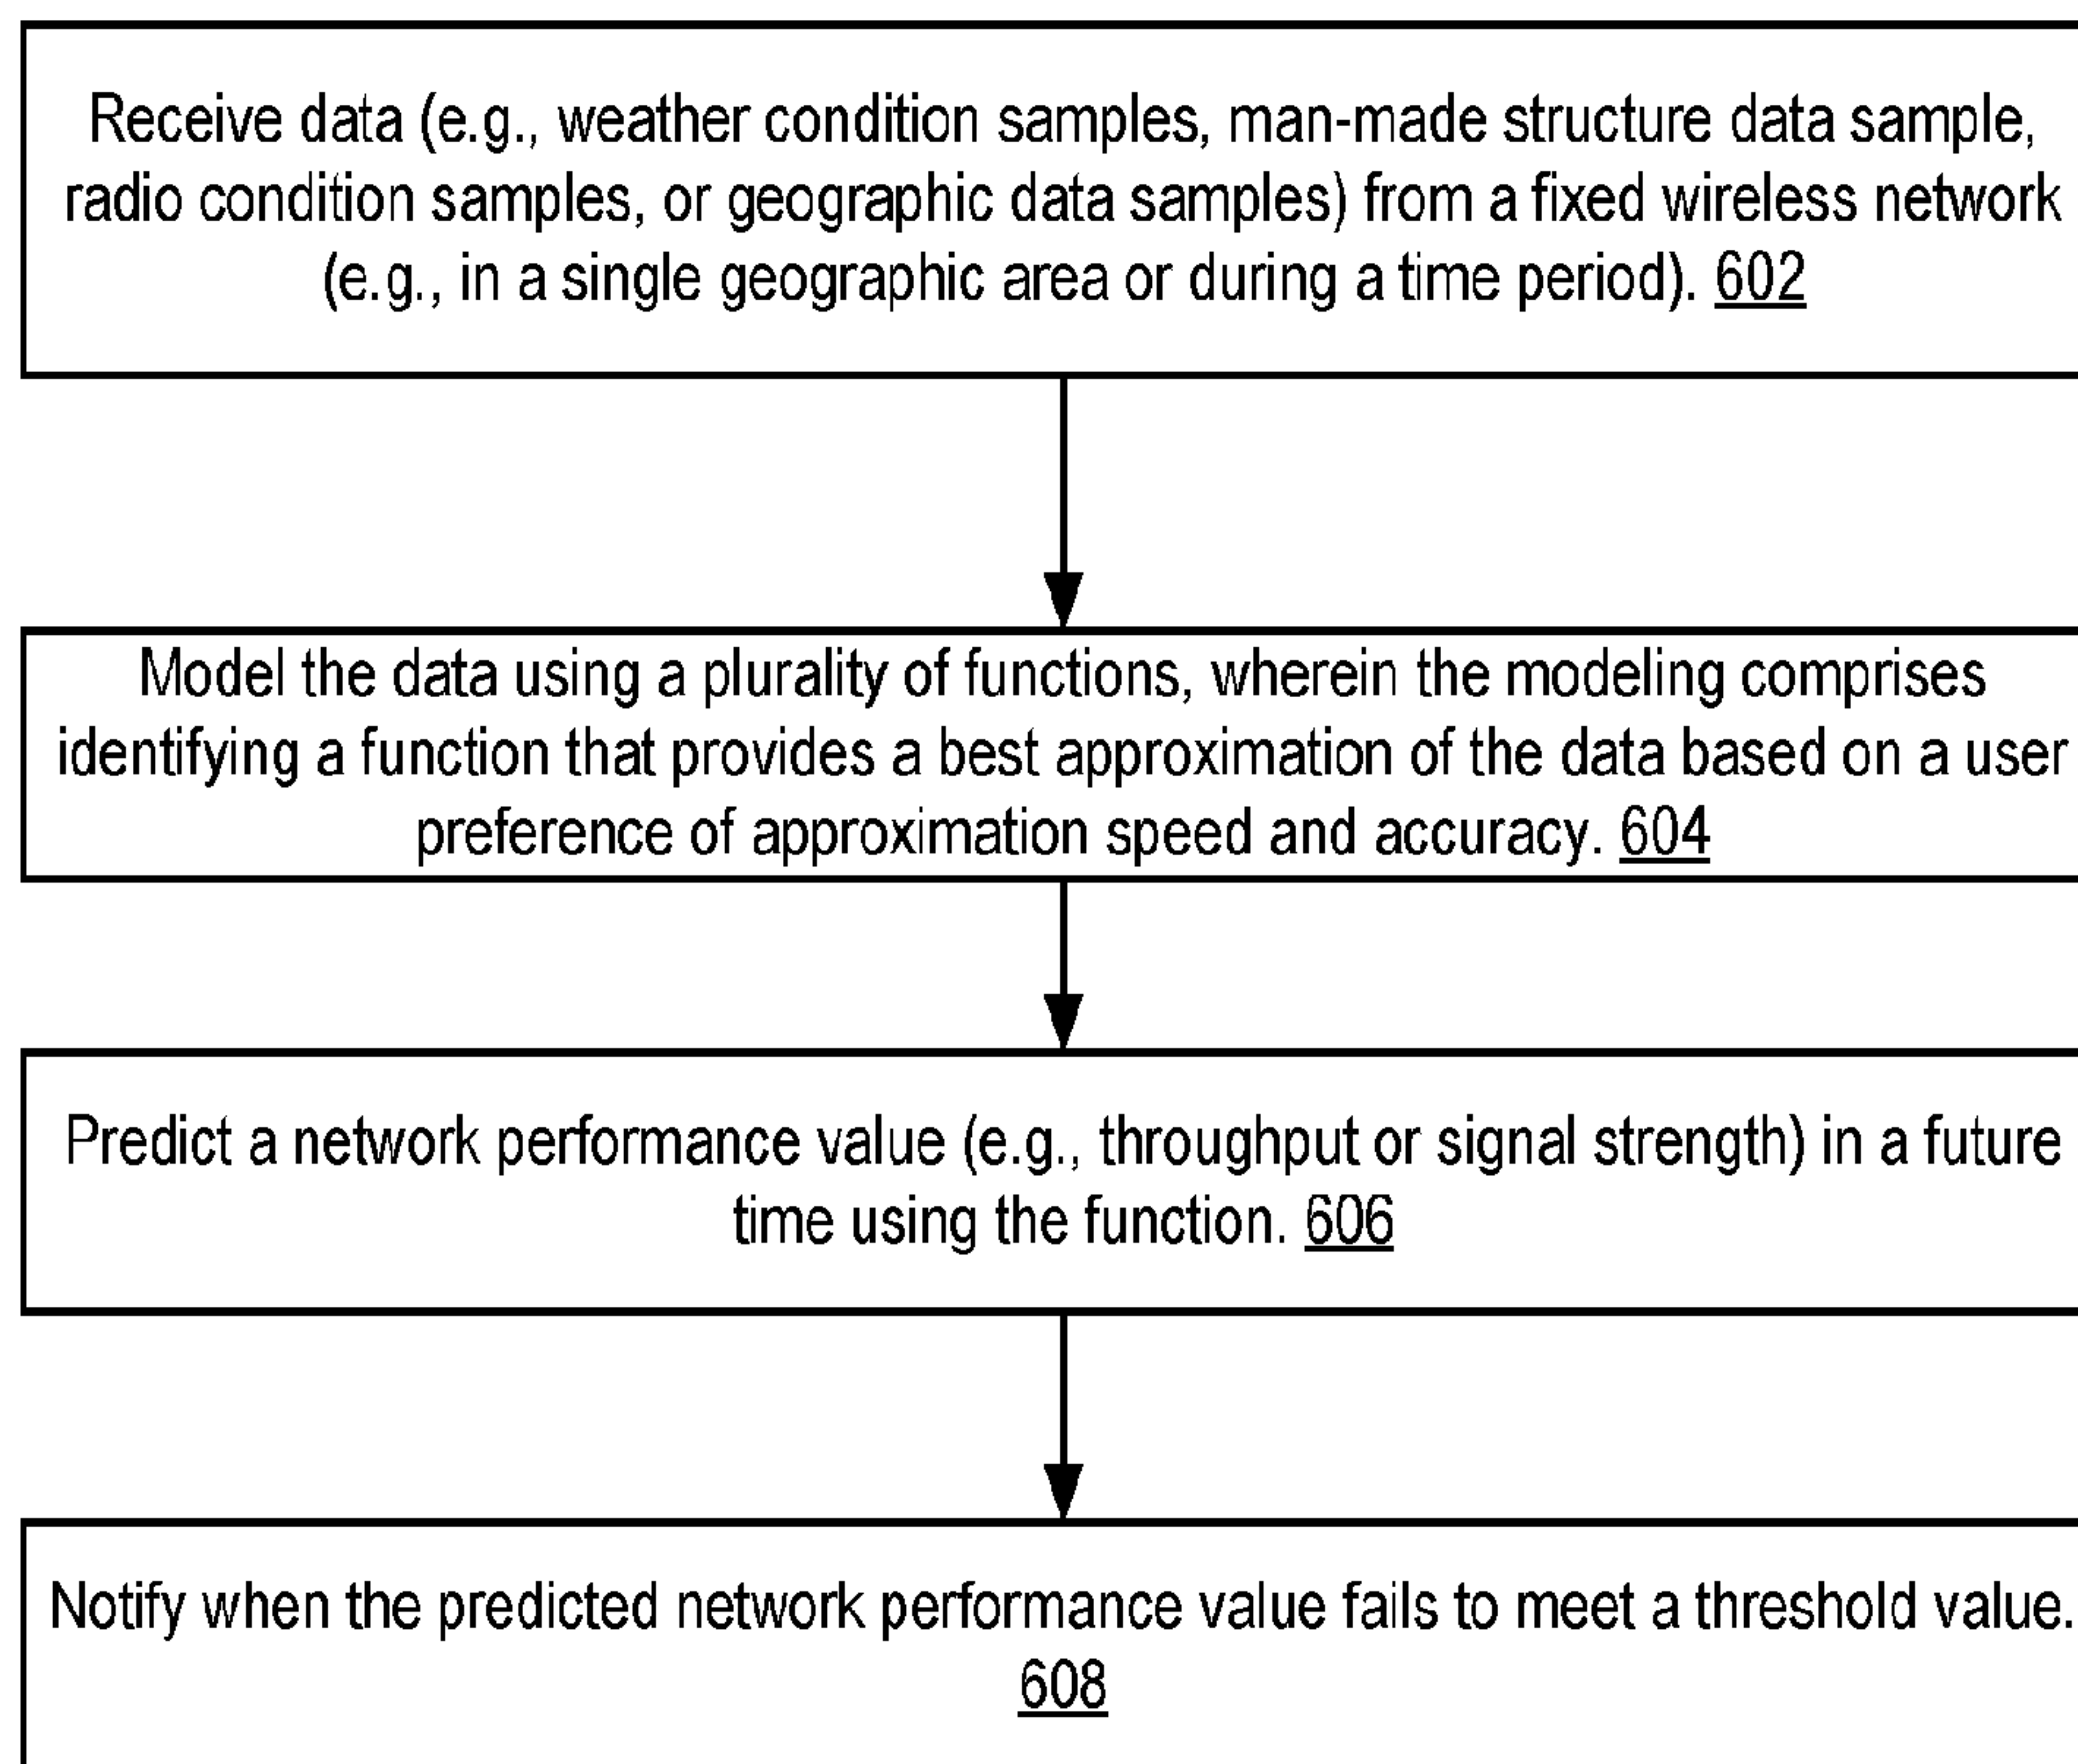 Receive data (e.g., weather condition samples, man-made structure data sample,
radio condition samples, or geographic data samples) from a fixed wireless network
(e.g., in a single geographic area or during a time period). 602
Model the data using a plurality of functions, wherein the modeling comprises
identifying a function that provides a best approximation of the data based on a user
preference of approximation speed and accuracy. 604
Predict a network performance value (e.g., throughput or signal strength) in a future
time using the function. 606
Notify when the predicted network performance value fails to meet a threshold value.
608